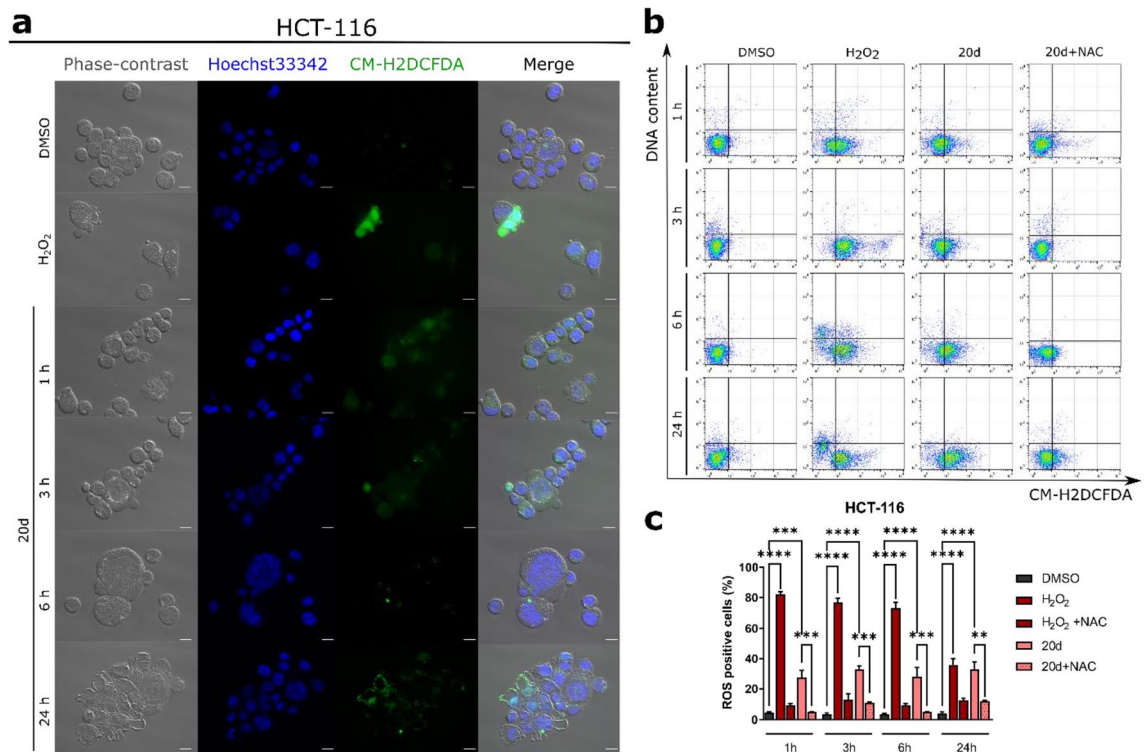 a
HCT-116
Phase-contrast Hoechst33342 CM-H2DCFDA Merge
DMSO
H₂O₂
20d
1 h
3 h
6 h
24 h
b
DMSO H₂O₂ 20d 20d+NAC
DNA content
1 h
3 h
6 h
24 h
CM-H2DCFDA
c
HCT-116
*** **** **** ****
**** **** **** ****
*** *** *** **
ROS positive cells (%)
100
80
60
40
20
0
1h 3h 6h 24h
DMSO
H₂O₂
H₂O₂ +NAC
20d
20d+NAC